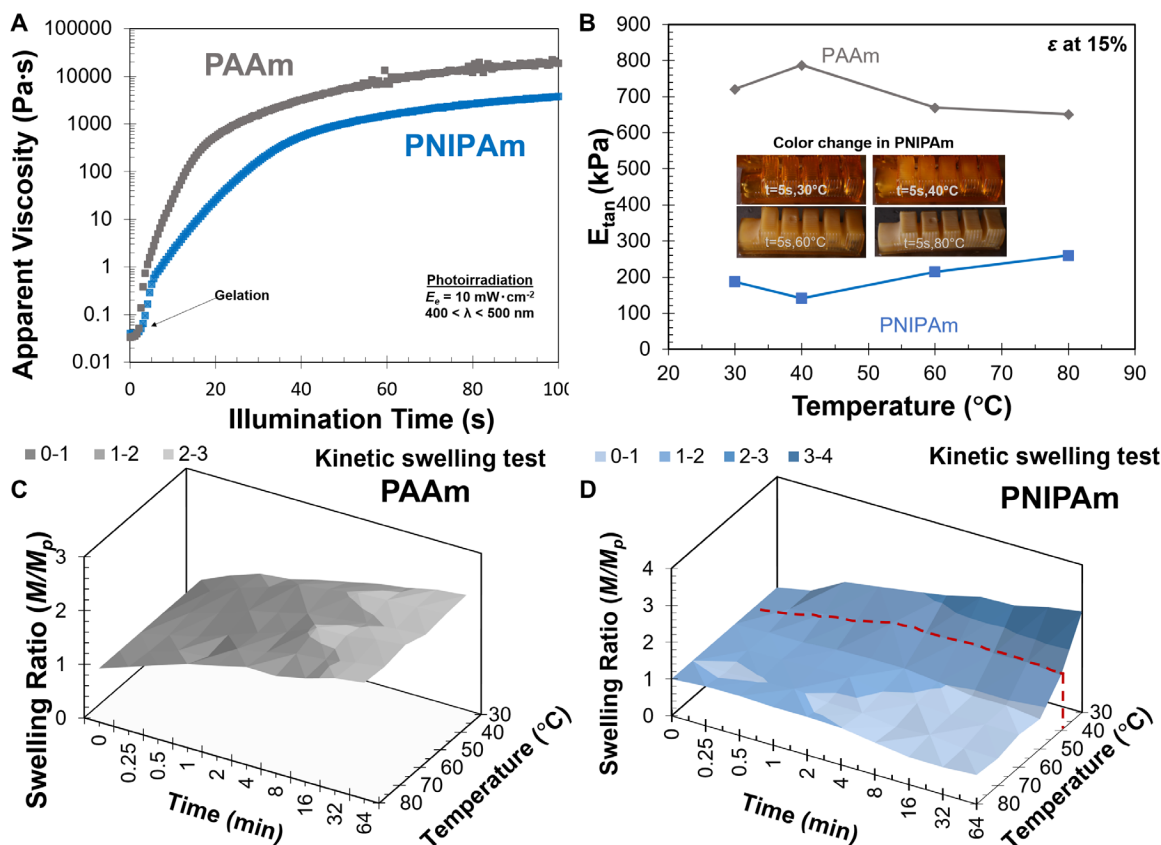 A
Apparent Viscosity (Pa·s)
100000
10000
1000
100
10
1
0.1
0.01
PAAm
PNIPAm
Gelation
Photoirradiation
Ee = 10 mW·cm-2
400 < λ < 500 nm
0 20 40 60 80 100
Illumination Time (s)
B
Etan (kPa)
900
800
700
600
500
400
300
200
100
0
ε at 15%
PAAm
Color change in PNIPAm
t=5s,30°C
t=5s,40°C
t=5s,60°C
t=5s,80°C
PNIPAm
20 30 40 50 60 70 80 90
Temperature (°C)
0-1 1-2 2-3
Kinetic swelling test
C
PAAm
Swelling Ratio (M/Mp)
3
2
1
0
0 0.25 0.5 1 2 4 8 16 32 64
Time (min)
30
40
50
60
70
80
Temperature (°C)
0-1 1-2 2-3 3-4
Kinetic swelling test
D
PNIPAm
Swelling Ratio (M/Mp)
4
3
2
1
0
0 0.25 0.5 1 2 4 8 16 32 64
Time (min)
30
40
50
60
70
80
Temperature (°C)